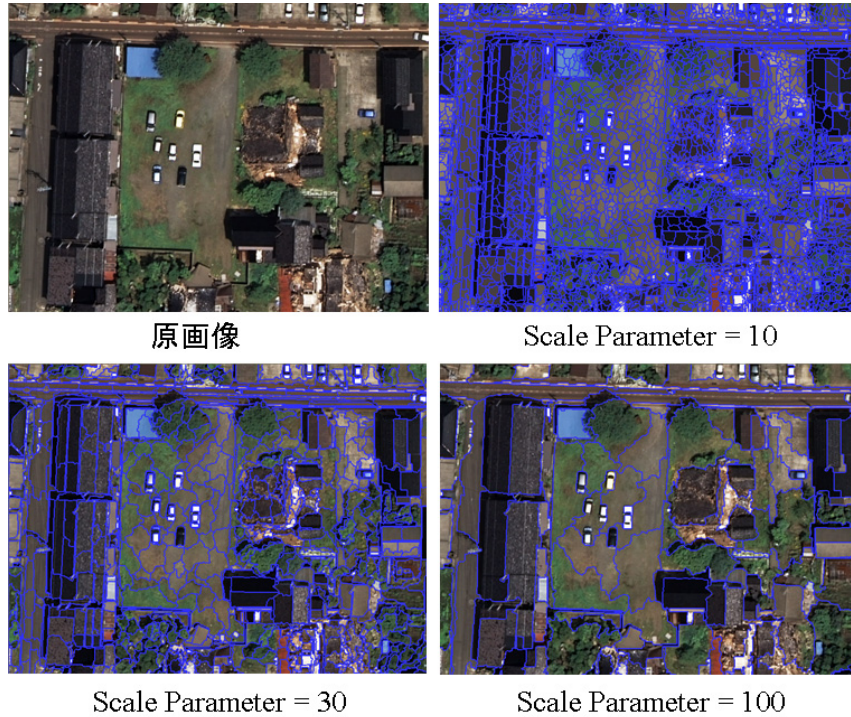 原画像
Scale Parameter = 10
Scale Parameter = 30
Scale Parameter = 100